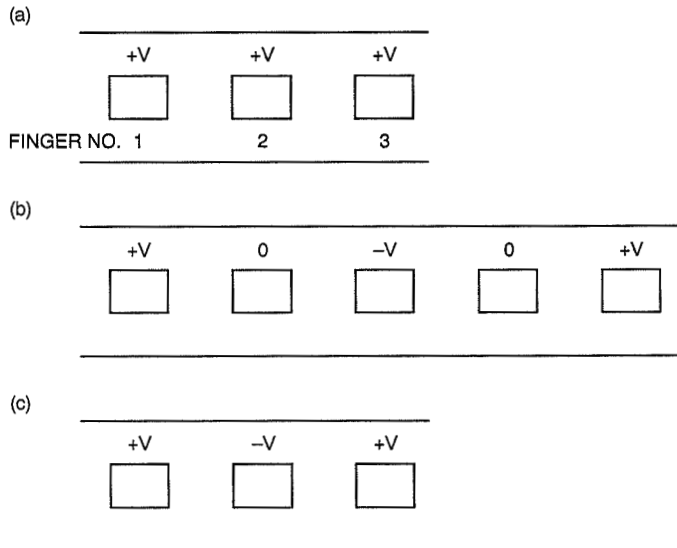 (a)
+V +V +V
FINGER NO. 1 2 3
(b)
+V 0 –V 0 +V
(c)
+V –V +V